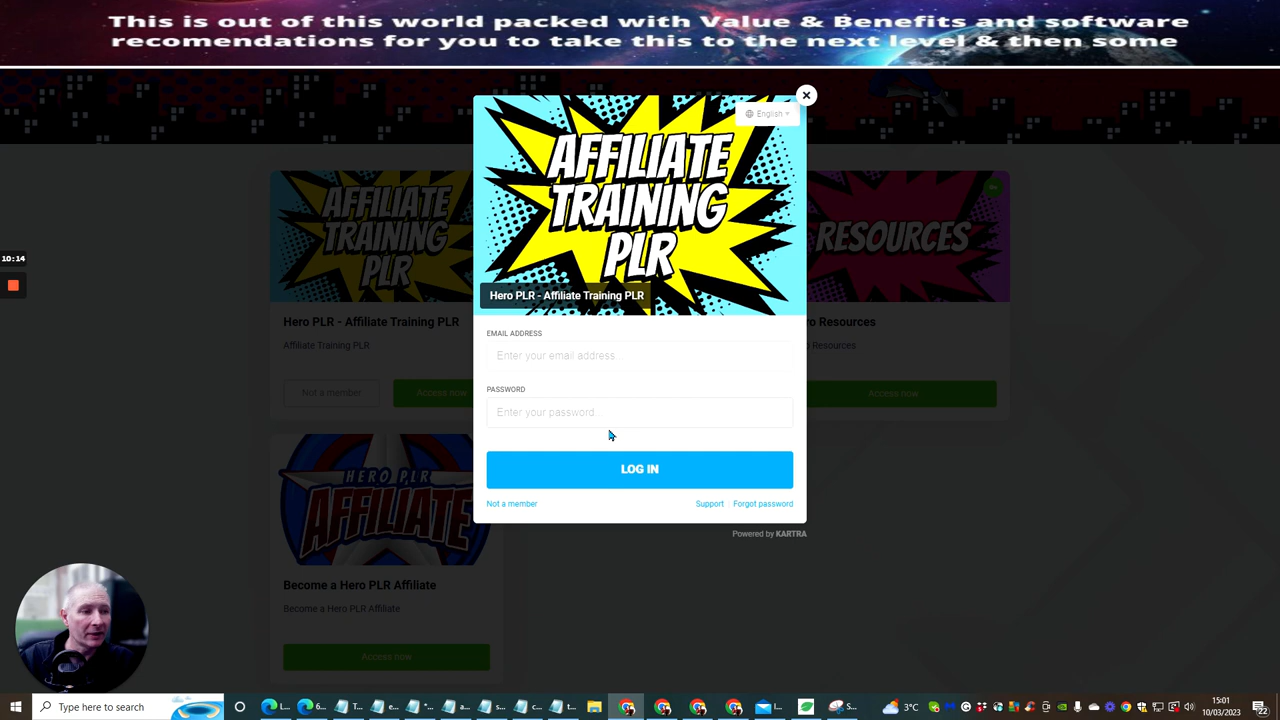 This is out of this world packed with Value & Benefits and software
recomendations for you to take this to the next level & then some
English
AFFILIATE
TRAINING
PLR
Hero PLR - Affiliate Training PLR
EMAIL ADDRESS
Enter your email address...
PASSWORD
Enter your password
LOG IN
Not a member
Support
Forgot password
Powered by KARTRA
10:14
AFFILIATE
TRAINING
PLR
Hero PLR - Affiliate Training PLR
Affiliate Training PLR
Not a member
Access now
RESOURCES
Resources
Resources
Access now
HERO PLR
AFFILIATE
Become a Hero PLR Affiliate
Become a Hero PLR Affiliate
Access now
Type here to search
3°C
15:01
10/03/2023